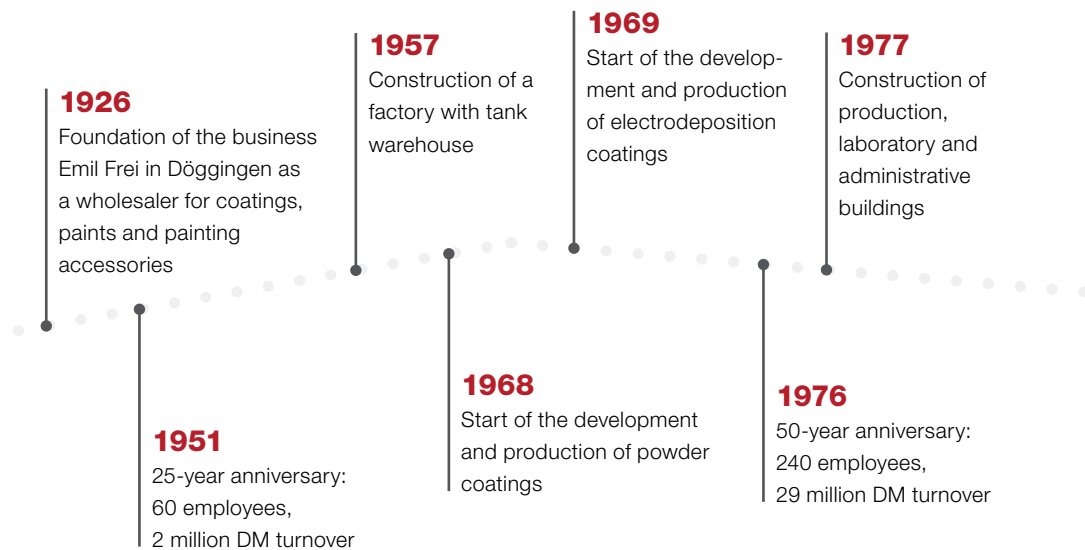 1926
Foundation of the business
Emil Frei in Döggingen as
a wholesaler for coatings,
paints and painting
accessories
1951
25-year anniversary:
60 employees,
2 million DM turnover
1957
Construction of a
factory with tank
warehouse
1968
Start of the development
and production of powder
coatings
1969
Start of the develop-
ment and production
of electrodeposition
coatings
1976
50-year anniversary:
240 employees,
29 million DM turnover
1977
Construction of
production,
laboratory and
administrative
buildings